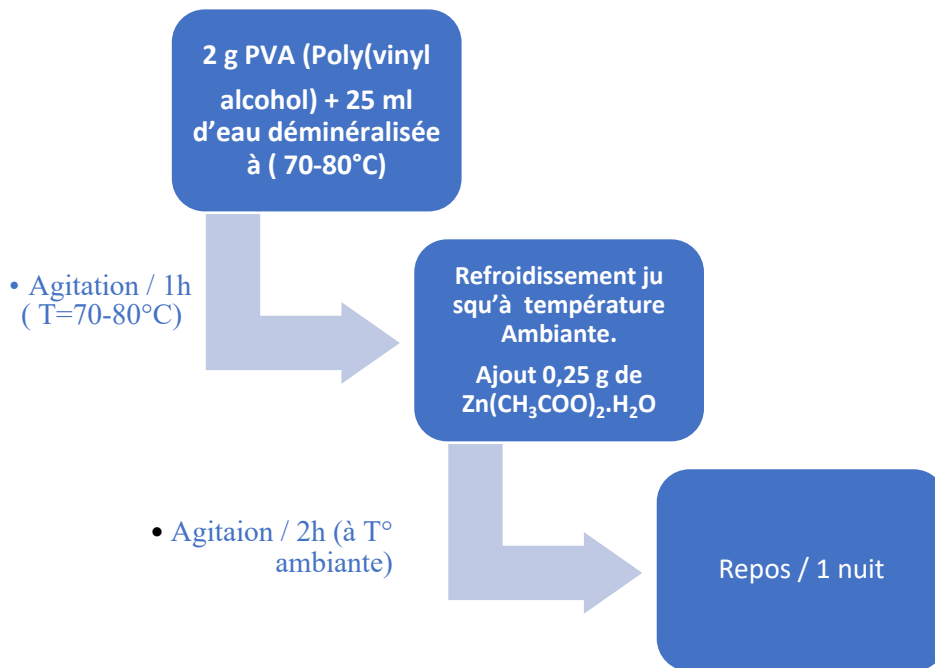 2 g PVA (Poly(vinyl
alcohol) + 25 ml
d’eau déminéralisée
à ( 70-80°C)
• Agitation / 1h
( T=70-80°C)
Refroidissement ju
squ’à température
Ambiante.
Ajout 0,25 g de
Zn(CH₃COO)₂.H₂O
• Agitaion / 2h (à T°
ambiante)
Repos / 1 nuit